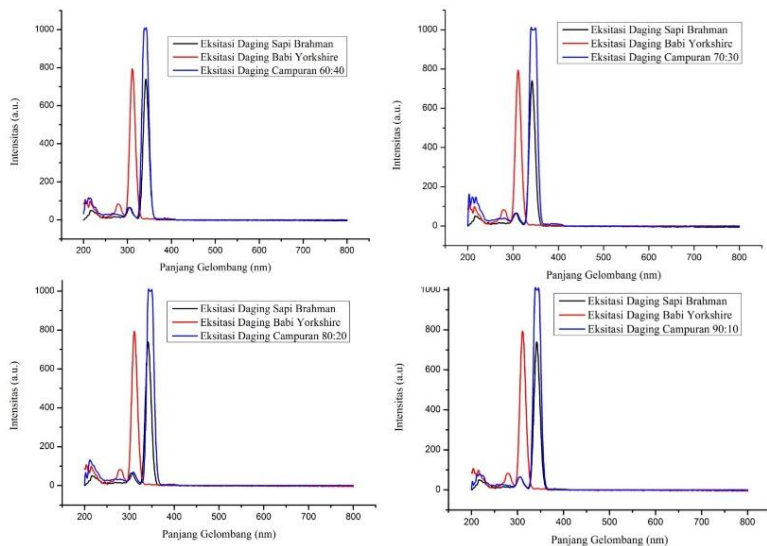 Eksitasi Daging Sapi Brahman
Eksitasi Daging Babi Yorkshire
Eksitasi Daging Campuran 60:40
1000
800
600
400
200
0
Intensitas (a.u.)
200 300 400 500 600 700 800
Panjang Gelombang (nm)
Eksitasi Daging Sapi Brahman
Eksitasi Daging Babi Yorkshire
Eksitasi Daging Campuran 70:30
1000
800
600
400
200
0
Intensitas (a.u.)
200 300 400 500 600 700 800
Panjang Gelombang (nm)
Eksitasi Daging Sapi Brahman
Eksitasi Daging Babi Yorkshire
Eksitasi Daging Campuran 80:20
1000
800
600
400
200
0
Intensitas (a.u.)
200 300 400 500 600 700 800
Panjang Gelombang (nm)
Eksitasi Daging Sapi Brahman
Eksitasi Daging Babi Yorkshire
Eksitasi Daging Campuran 90:10
1000
800
600
400
200
0
Intensitas (a.u)
200 300 400 500 600 700 800
Panjang Gelombang (nm)